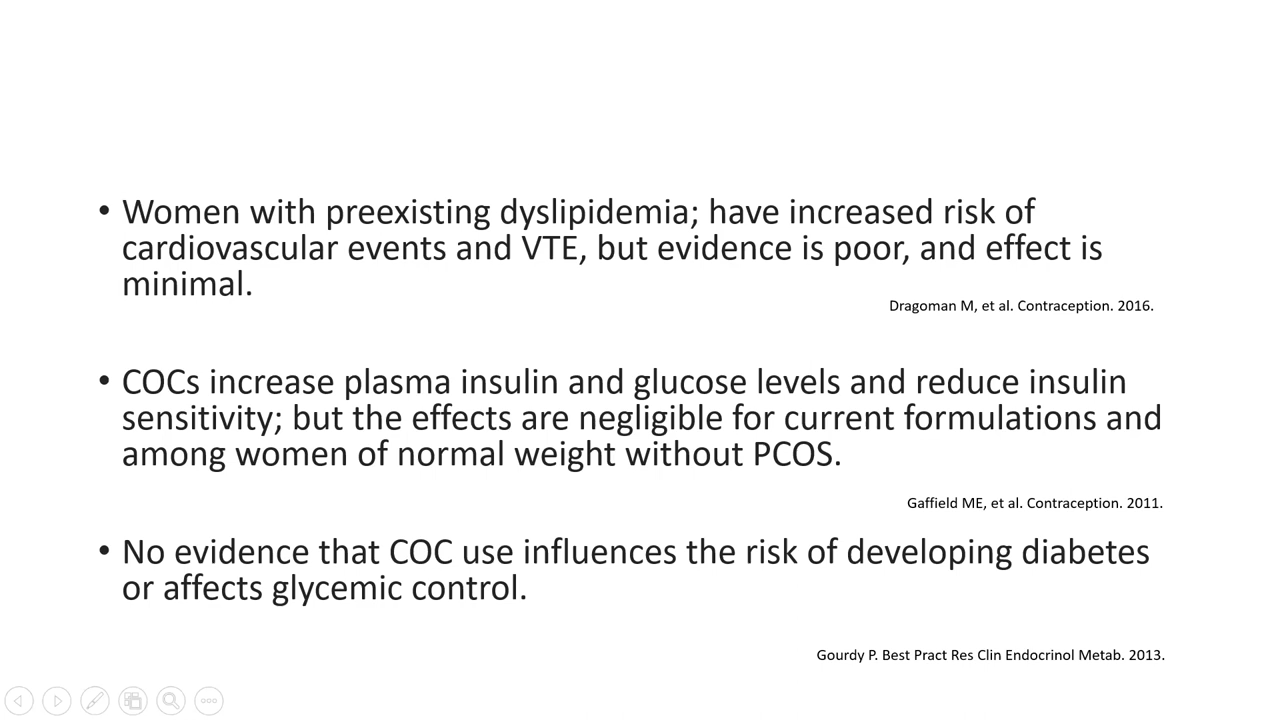 • Women with preexisting dyslipidemia; have increased risk of
cardiovascular events and VTE, but evidence is poor, and effect is
minimal.
Dragoman M, et al. Contraception. 2016.
• COCs increase plasma insulin and glucose levels and reduce insulin
sensitivity; but the effects are negligible for current formulations and
among women of normal weight without PCOS.
Gaffield ME, et al. Contraception. 2011.
• No evidence that COC use influences the risk of developing diabetes
or affects glycemic control.
Gourdy P. Best Pract Res Clin Endocrinol Metab. 2013.